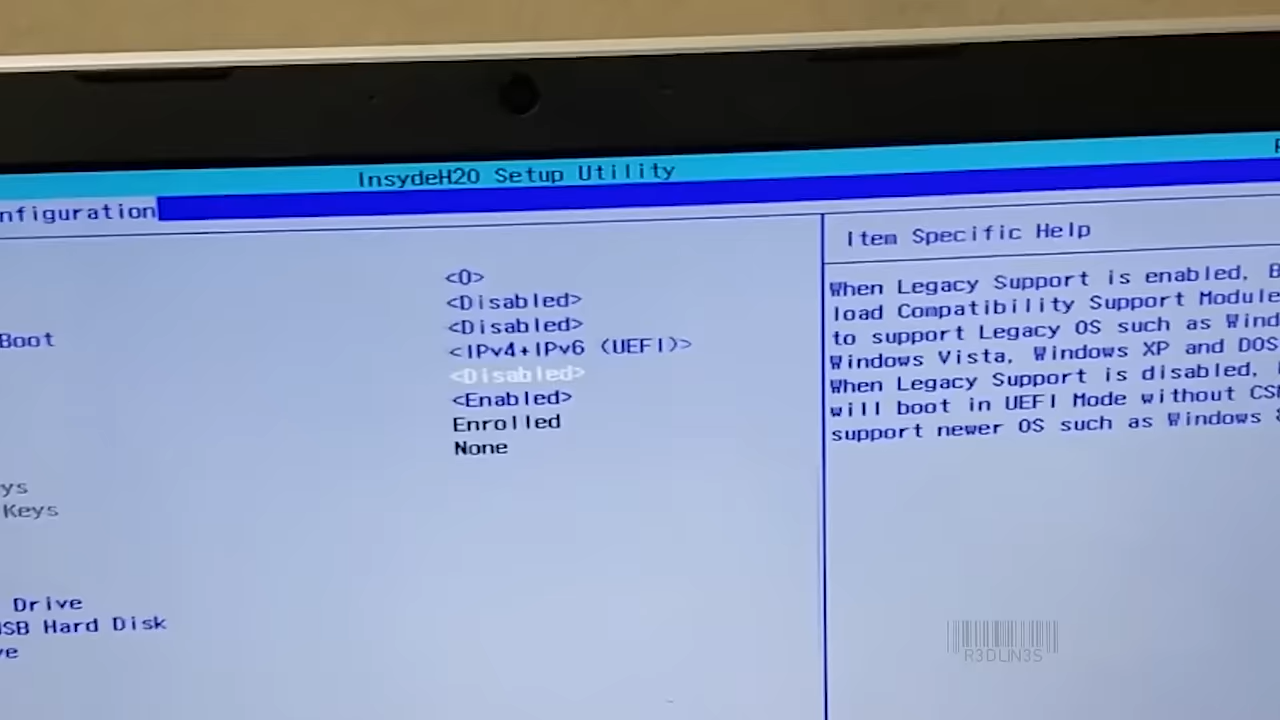 InsydeH20 Setup Utility
nfiguration
Item Specific Help
<0>
<Disabled>
<Disabled>
Boot
<IPv4+IPv6 (UEFI)>
<Disabled>
<Enabled>
Enrolled
None
ys
Keys
Drive
SB Hard Disk
ve
When Legacy Support is enabled,
load Compatibility Support Module
to support Legacy OS such as Wind
Windows Vista, Windows XP and DOS
When Legacy Support is disabled,
will boot in UEFI Mode without CS
support newer OS such as Windows
R3DLIN3S